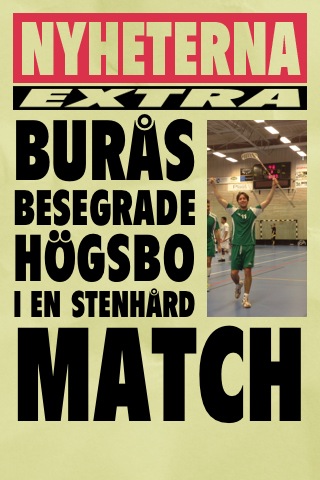 NYHETERNA
EXTRA
BURÅS
BESEGRADE
HÖGSBO
I EN STENHÅRD
MATCH